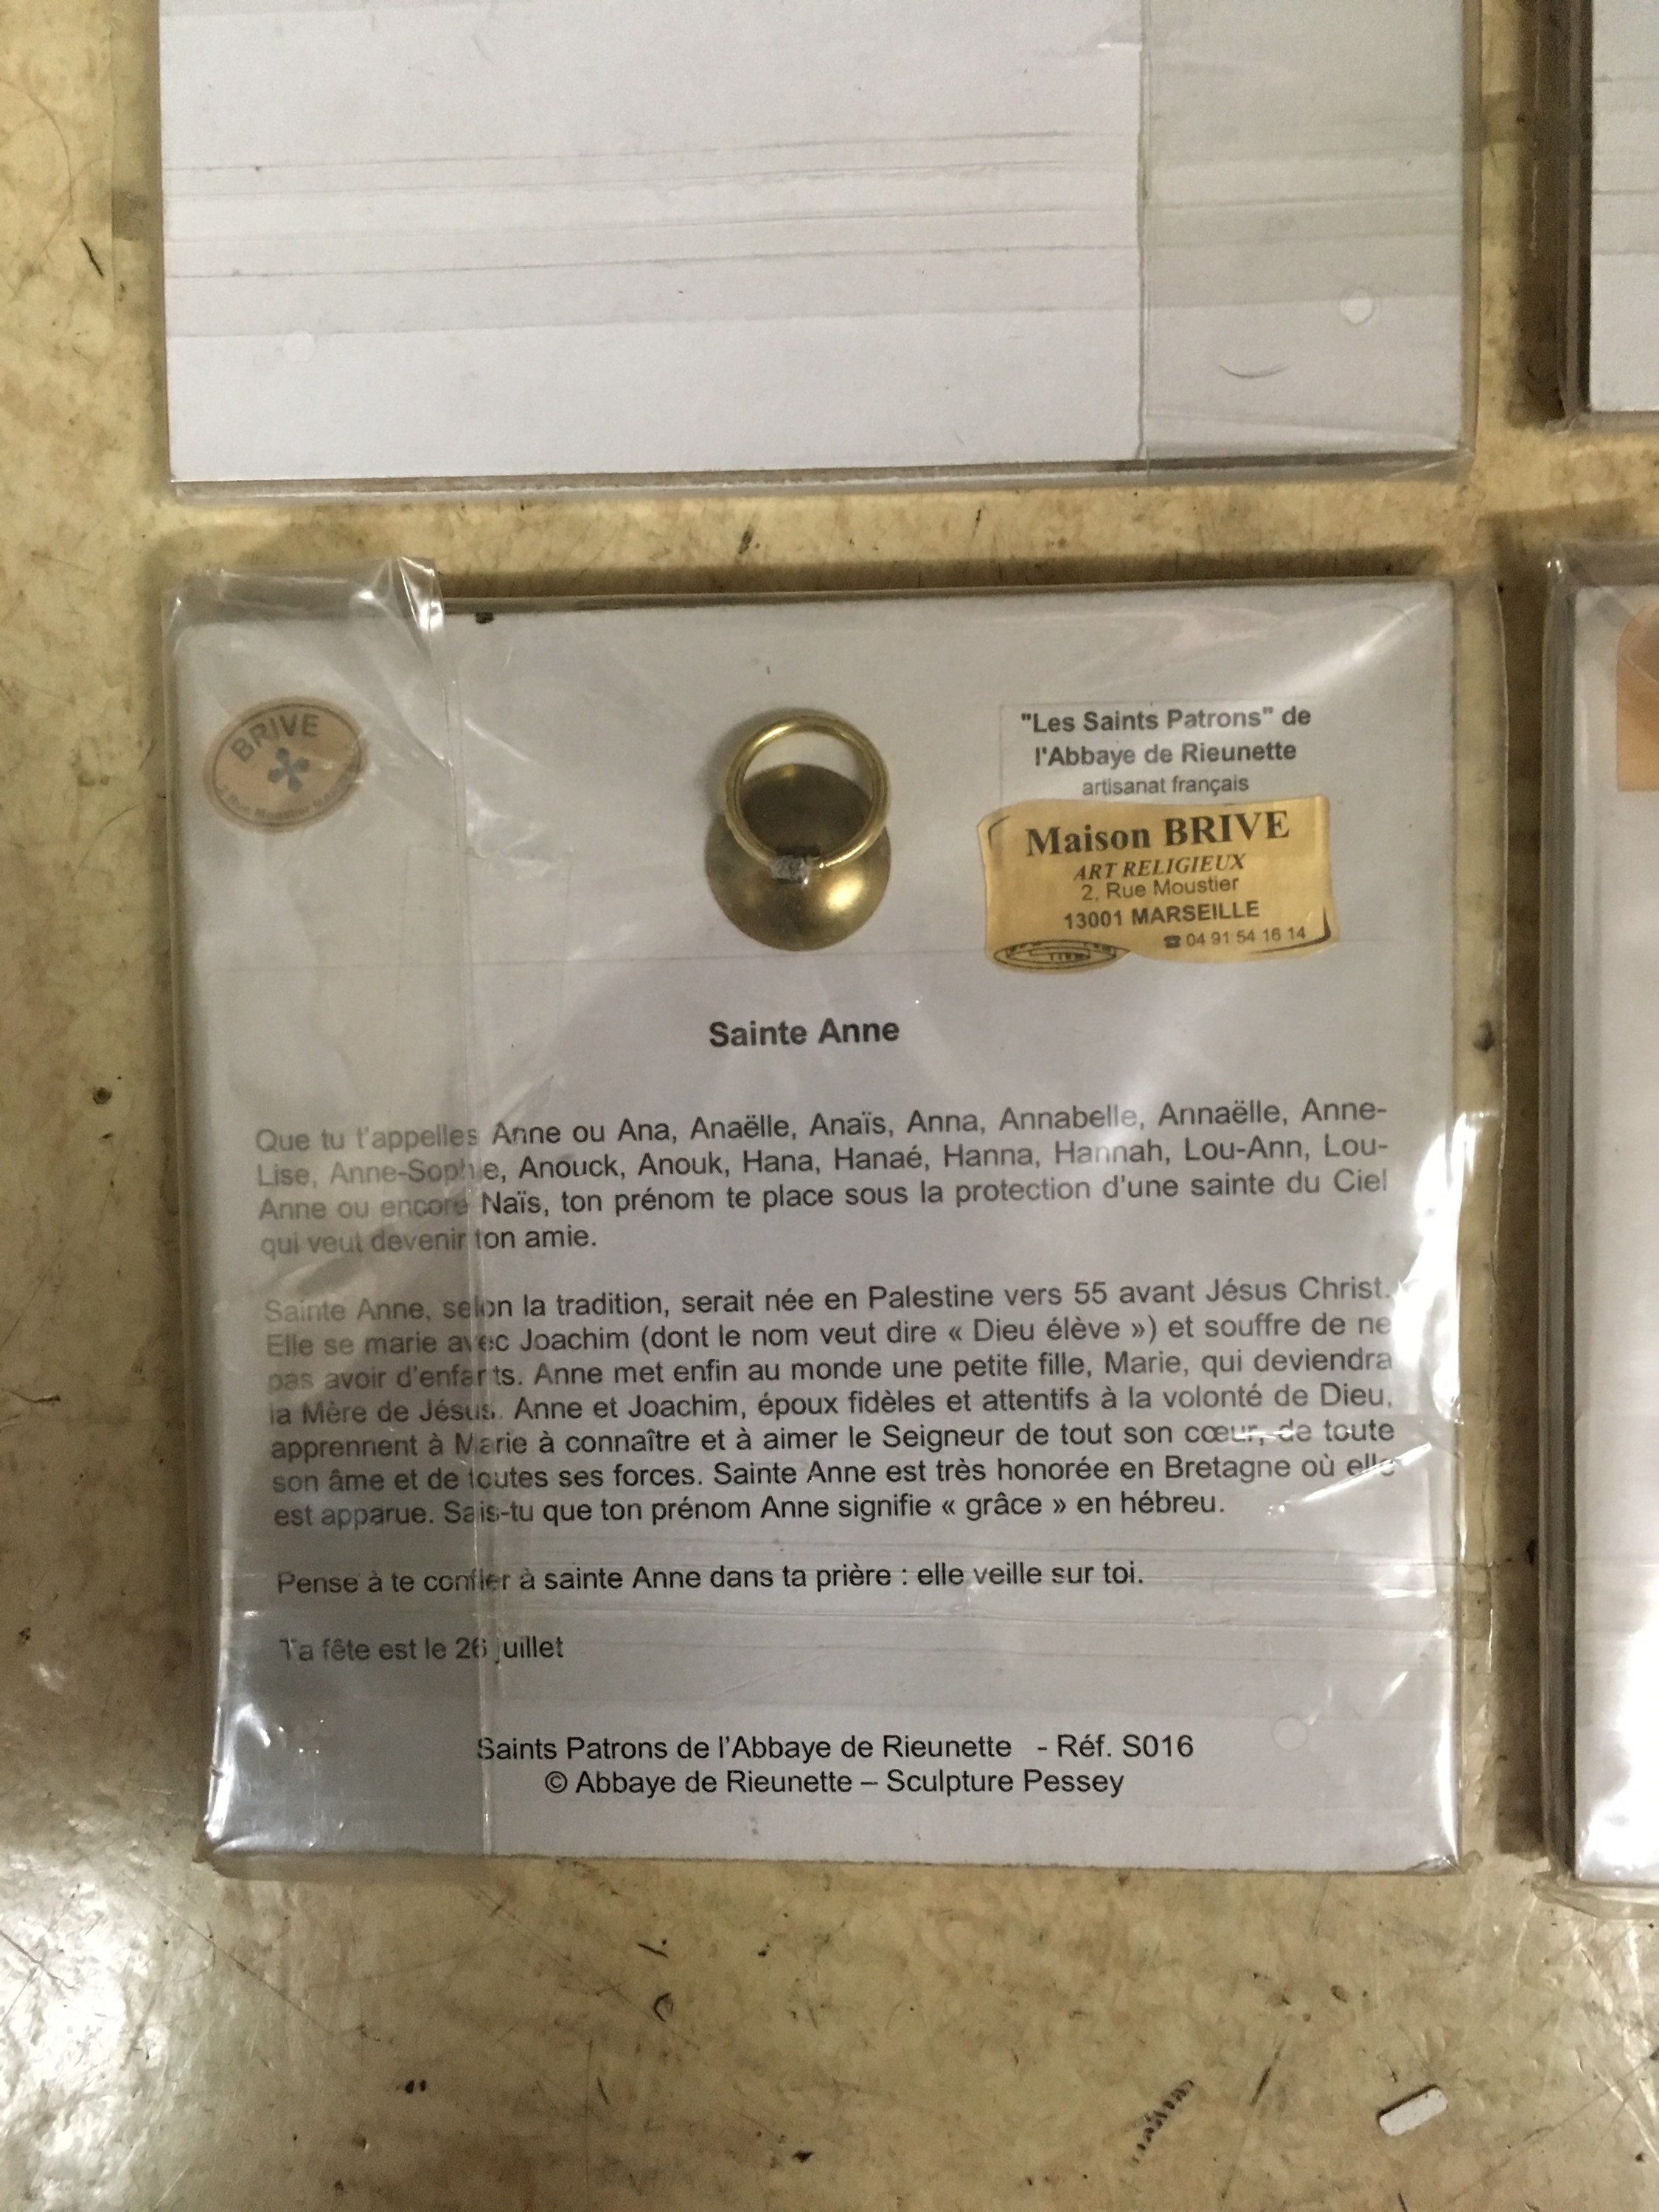 BRIVE
2 Rue Moustier
"Les Saints Patrons" de
l'Abbaye de Rieunette
artisanat français
Maison BRIVE
ART RELIGIEUX
2, Rue Moustier
13001 MARSEILLE
☎ 04 91 54 16 14
Sainte Anne
Que tu t'appelles Anne ou Ana, Anaëlle, Anaïs, Anna, Annabelle, Annaëlle, Anne-
Lise, Anne-Sophie, Anouck, Anouk, Hana, Hanaé, Hanna, Hannah, Lou-Ann, Lou-
Anne ou encore Naïs, ton prénom te place sous la protection d'une sainte du Ciel
qui veut devenir ton amie.
Sainte Anne, selon la tradition, serait née en Palestine vers 55 avant Jésus Christ.
Elle se marie avec Joachim (dont le nom veut dire « Dieu élève ») et souffre de ne
pas avoir d'enfants. Anne met enfin au monde une petite fille, Marie, qui deviendra
la Mère de Jésus. Anne et Joachim, époux fidèles et attentifs à la volonté de Dieu,
apprennent à Marie à connaître et à aimer le Seigneur de tout son cœur, de toute
son âme et de toutes ses forces. Sainte Anne est très honorée en Bretagne où elle
est apparue. Sais-tu que ton prénom Anne signifie « grâce » en hébreu.
Pense à te confier à sainte Anne dans ta prière : elle veille sur toi.
Ta fête est le 26 juillet
Saints Patrons de l'Abbaye de Rieunette - Réf. S016
© Abbaye de Rieunette – Sculpture Pessey